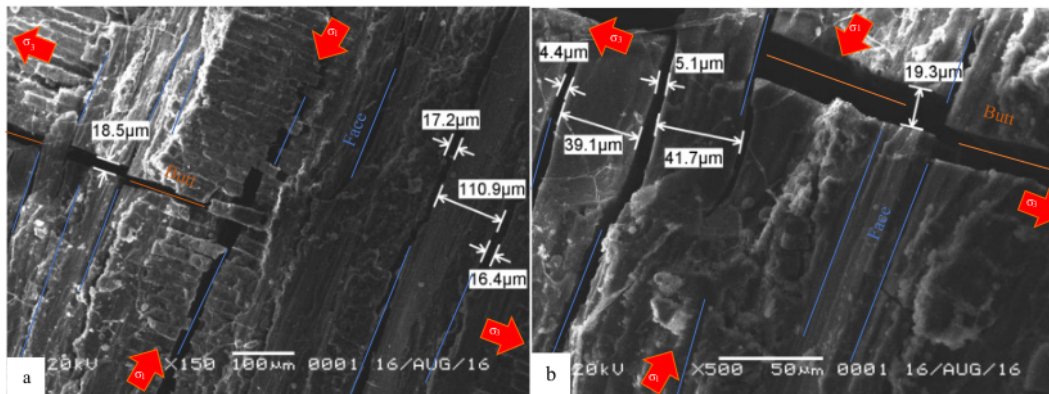 σ3
σ1
18.5µm
Face
17.2µm
Butt
110.9µm
16.4µm
σ3
σ1
a
20kV X150 100µm 0001 16/AUG/16
σ3
σ1
4.4µm
5.1µm
19.3µm
Butt
39.1µm
41.7µm
σ3
Face
σ1
b
20kV X500 50µm 0001 16/AUG/16